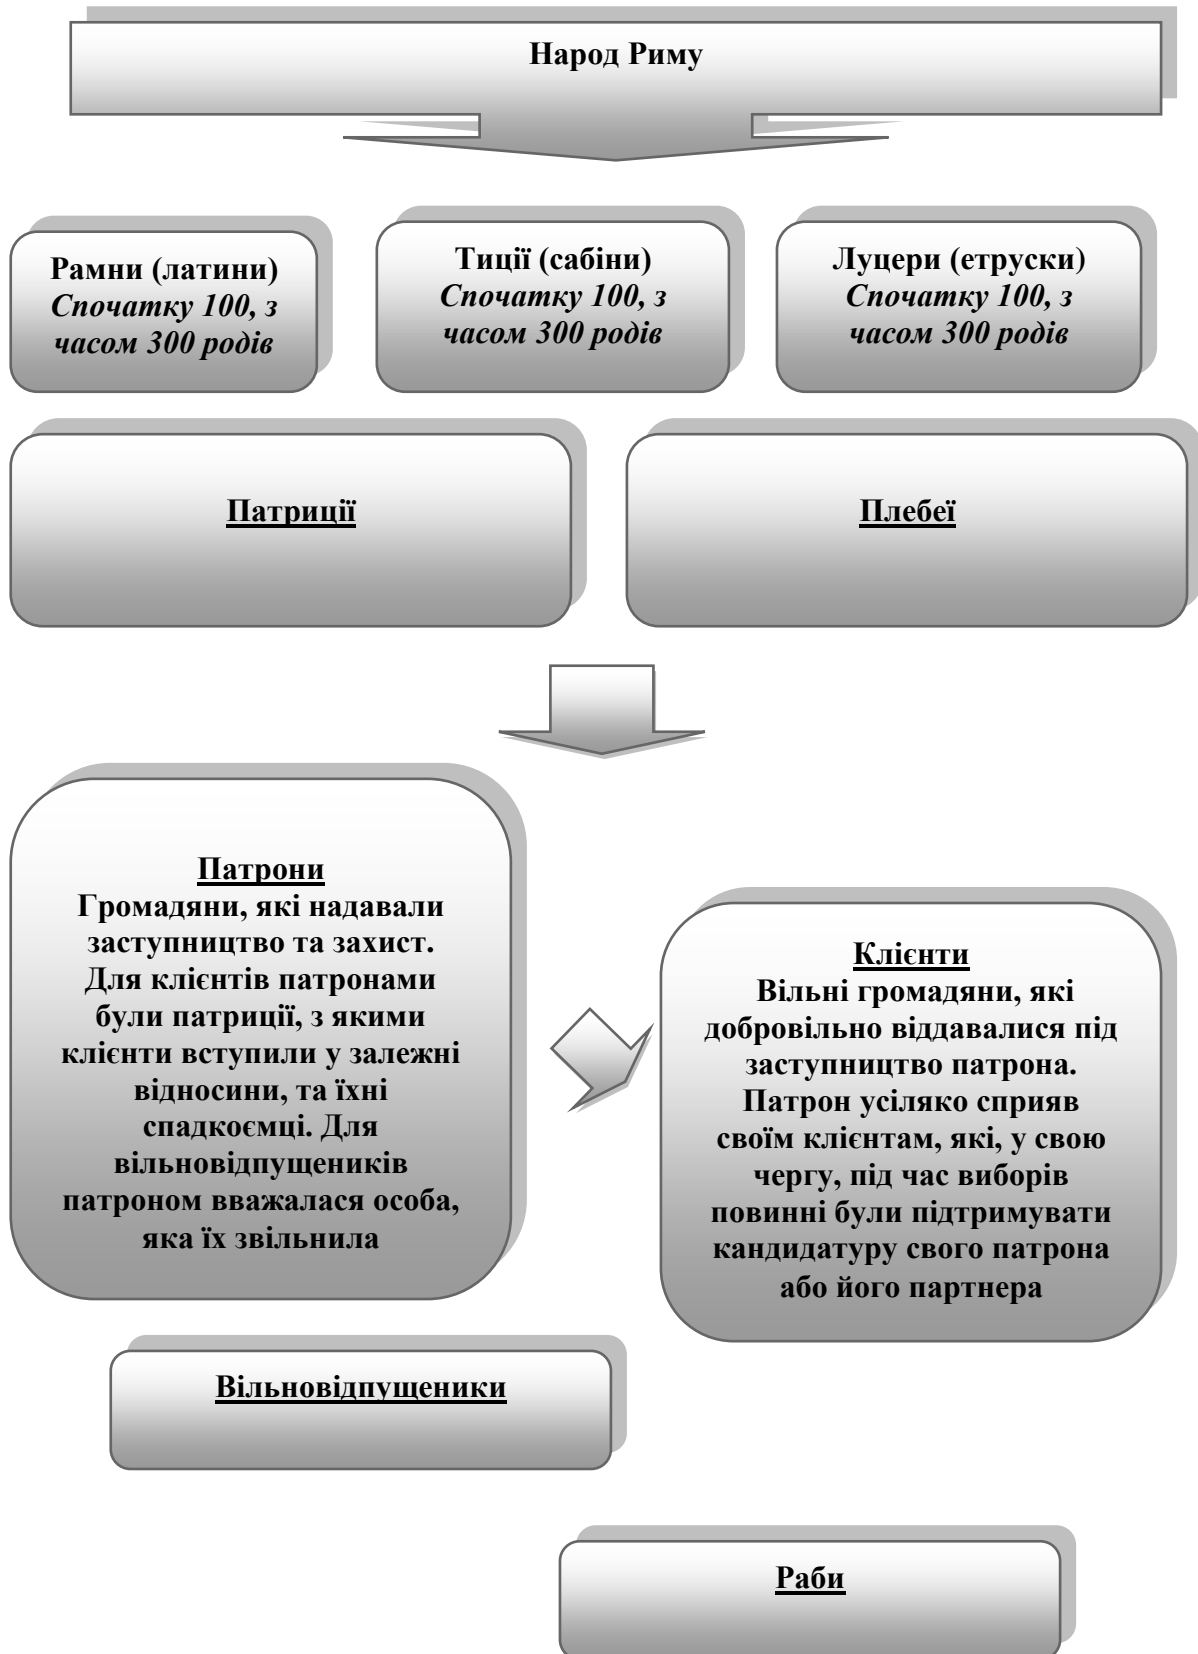 Народ Риму
Рамни (латини)
Спочатку 100, з
часом 300 родів
Тиції (сабіни)
Спочатку 100, з
часом 300 родів
Луцери (етруски)
Спочатку 100, з
часом 300 родів
Патриції
Плебеї
Патрони
Громадяни, які надавали
заступництво та захист.
Для клієнтів патронами
були патриції, з якими
клієнти вступили у залежні
відносини, та їхні
спадкоємці. Для
вільновідпущеників
патроном вважалася особа,
яка їх звільнила
Клієнти
Вільні громадяни, які
добровільно віддавалися під
заступництво патрона.
Патрон усіляко сприяв
своїм клієнтам, які, у свою
чергу, під час виборів
повинні були підтримувати
кандидатуру свого патрона
або його партнера
Вільновідпущеники
Раби